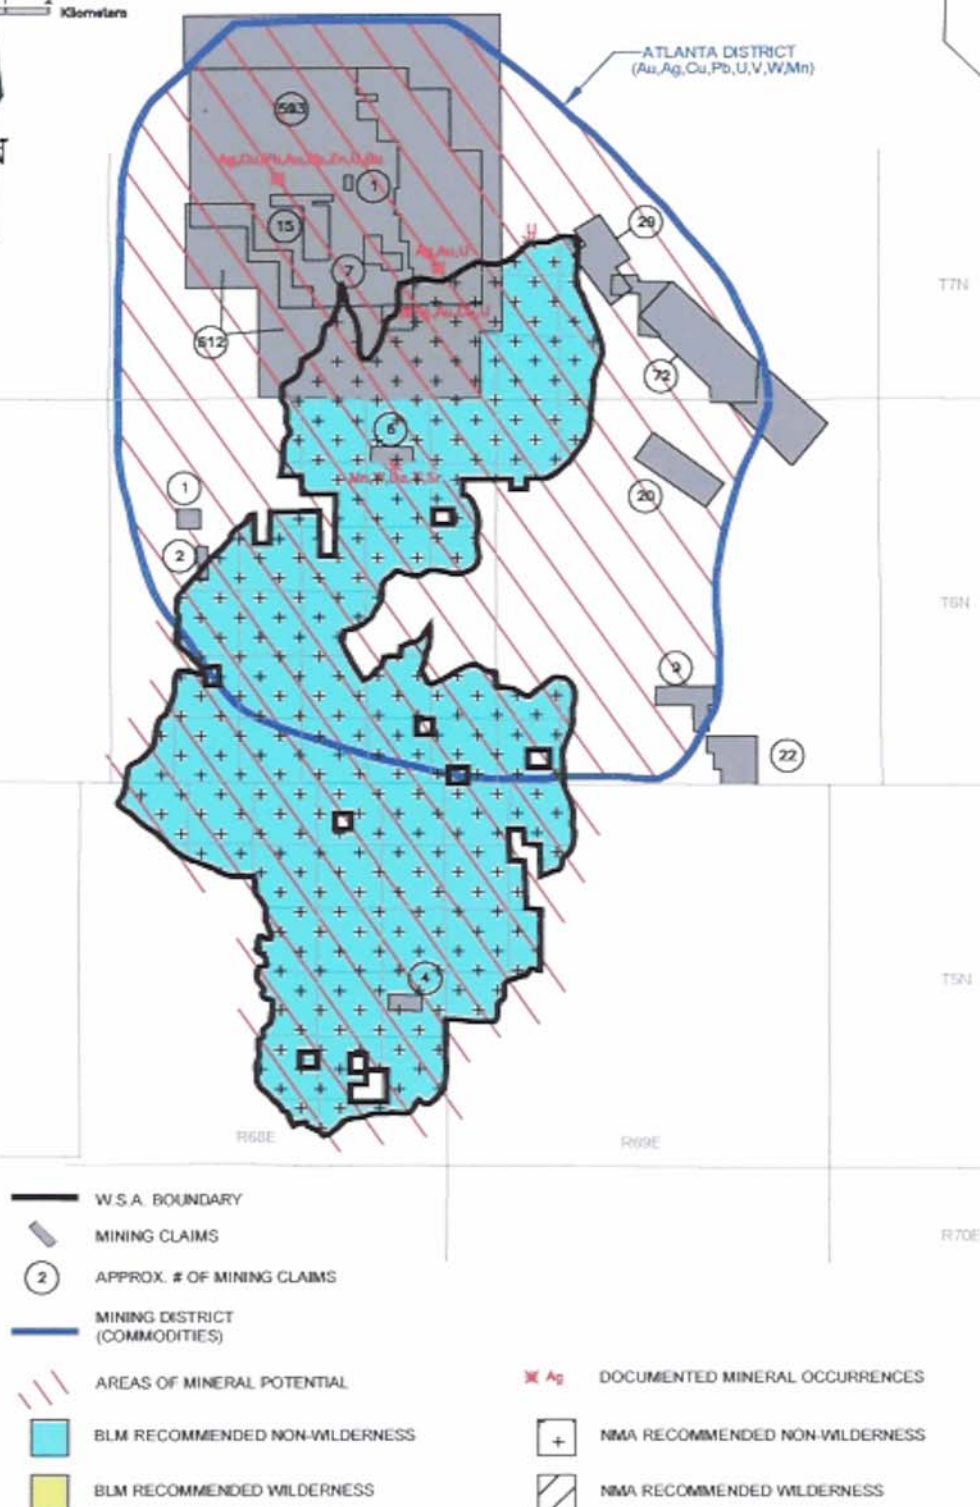 Kilometers
N
ATLANTA DISTRICT
(Au,Ag,Cu,Pb,U,V,W,Mn)
593
1
15
Ag,Au,U
U
29
7
T7N
612
72
6
1
20
2
T6N
9
22
4
T5N
R68E
R69E
W.S.A. BOUNDARY
MINING CLAIMS
R70E
2
APPROX. # OF MINING CLAIMS
MINING DISTRICT
(COMMODITIES)
AREAS OF MINERAL POTENTIAL
Ag DOCUMENTED MINERAL OCCURRENCES
BLM RECOMMENDED NON-WILDERNESS
NMA RECOMMENDED NON-WILDERNESS
BLM RECOMMENDED WILDERNESS
NMA RECOMMENDED WILDERNESS